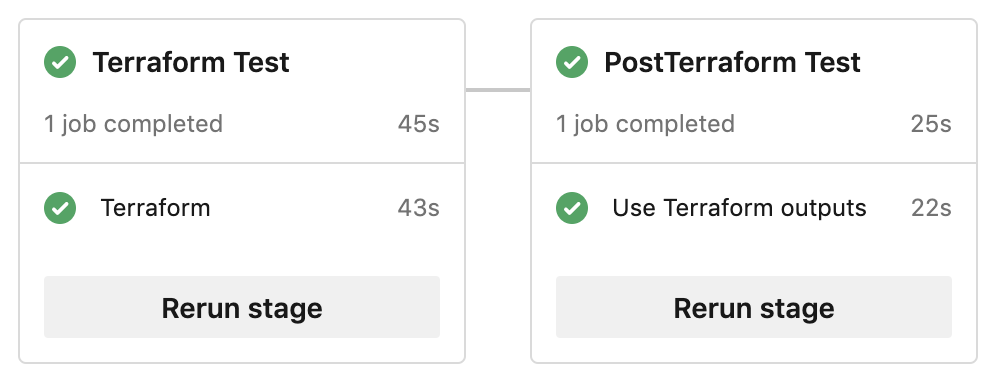 Terraform Test
1 job completed 45s
Terraform 43s
Rerun stage
PostTerraform Test
1 job completed 25s
Use Terraform outputs 22s
Rerun stage